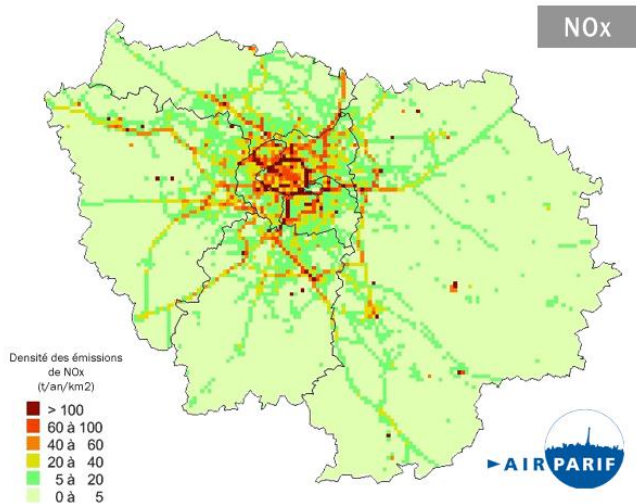 NOx
Densité des émissions
de NOx
(t/an/km2)
> 100
60 à 100
40 à 60
20 à 40
5 à 20
0 à 5
AIRPARIF